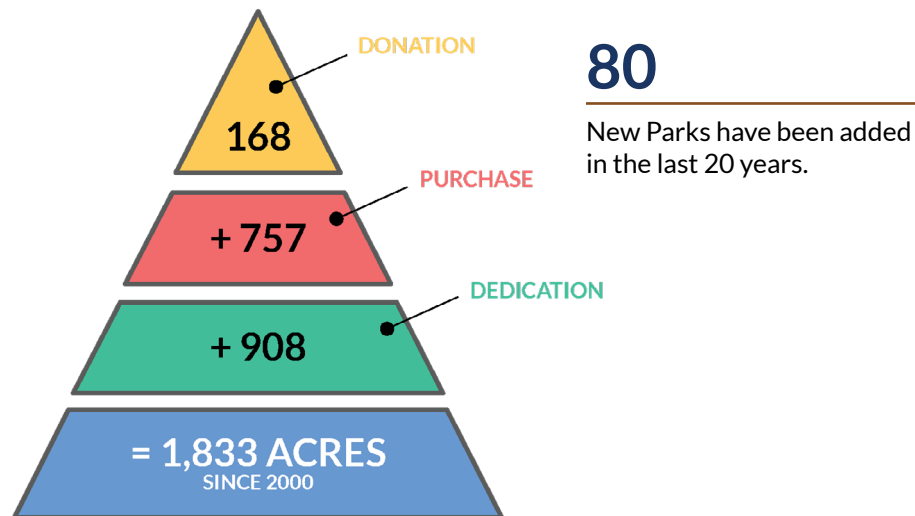 DONATION
168
PURCHASE
+ 757
DEDICATION
+ 908
= 1,833 ACRES
SINCE 2000
80
New Parks have been added
in the last 20 years.